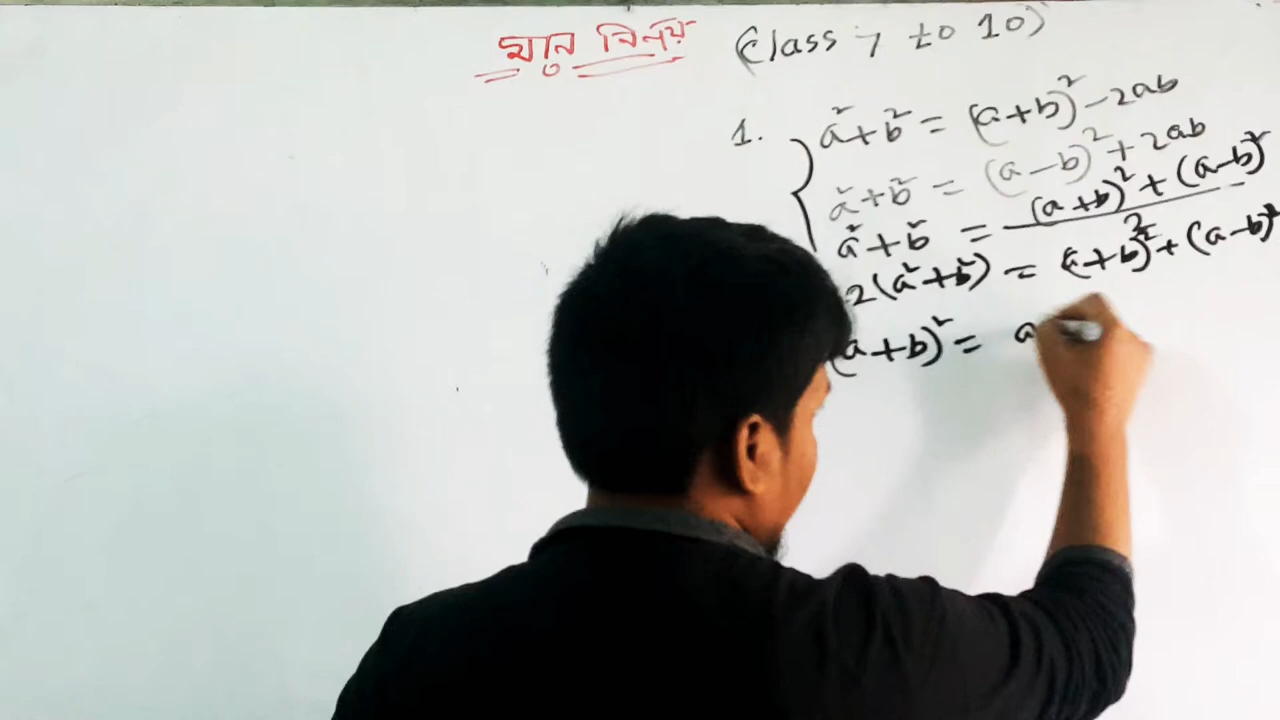 মান নির্ণয় (Class 7 to 10)
1. a² + b² = (a+b)² - 2ab
a² + b² = (a-b)² + 2ab
a² + b² = (a+b)² + (a-b)² / 2
2(a² + b²) = (a+b)² + (a-b)²
(a+b)² = a